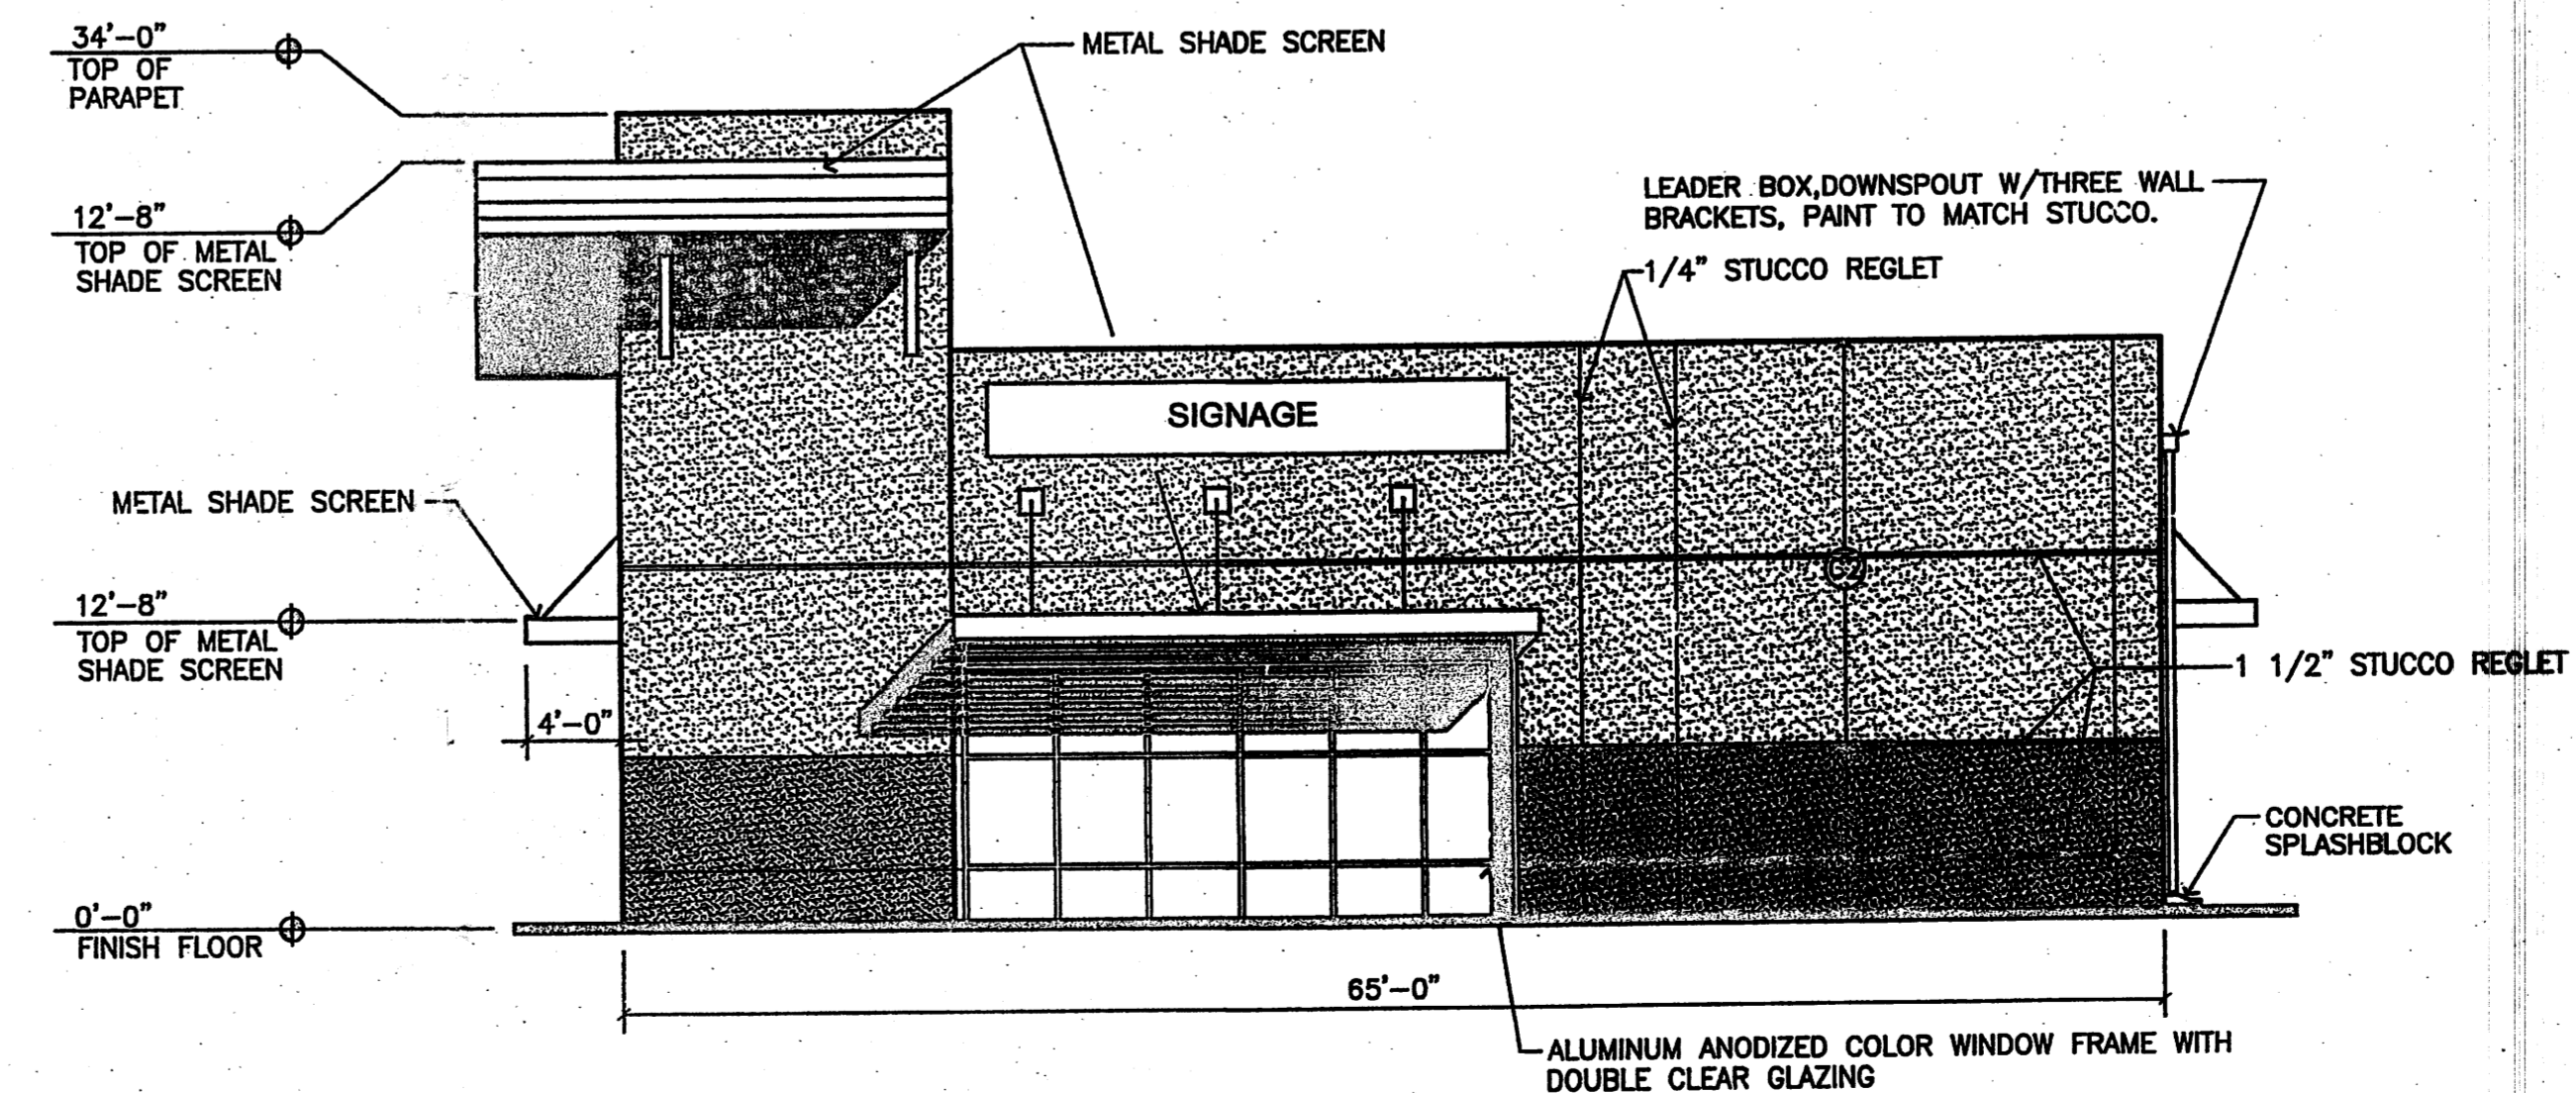 34'-0"
TOP OF
PARAPET
METAL SHADE SCREEN
12'-8"
TOP OF METAL
SHADE SCREEN
LEADER BOX,DOWNSPOUT W/THREE WALL
BRACKETS, PAINT TO MATCH STUCCO.
1/4" STUCCO REGLET
SIGNAGE
METAL SHADE SCREEN
12'-8"
TOP OF METAL
SHADE SCREEN
1 1/2" STUCCO REGLET
4'-0"
CONCRETE
SPLASHBLOCK
0'-0"
FINISH FLOOR
65'-0"
ALUMINUM ANODIZED COLOR WINDOW FRAME WITH
DOUBLE CLEAR GLAZING